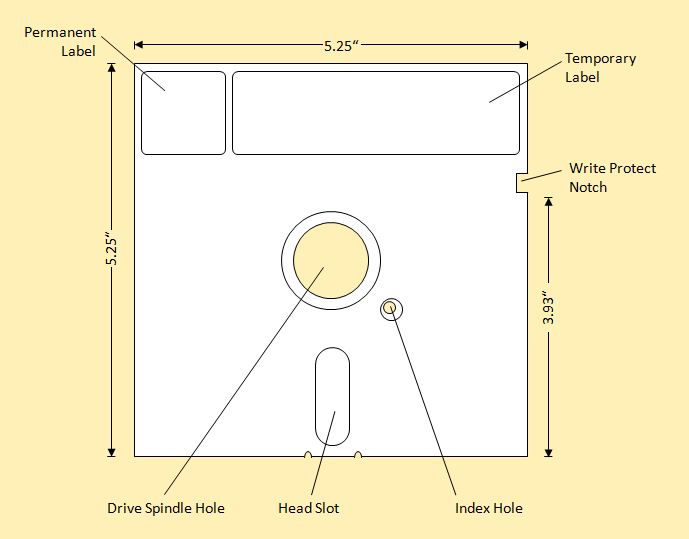 Permanent
Label
5.25“
Temporary
Label
Write Protect
Notch
5.25“
3.93“
Drive Spindle Hole
Head Slot
Index Hole